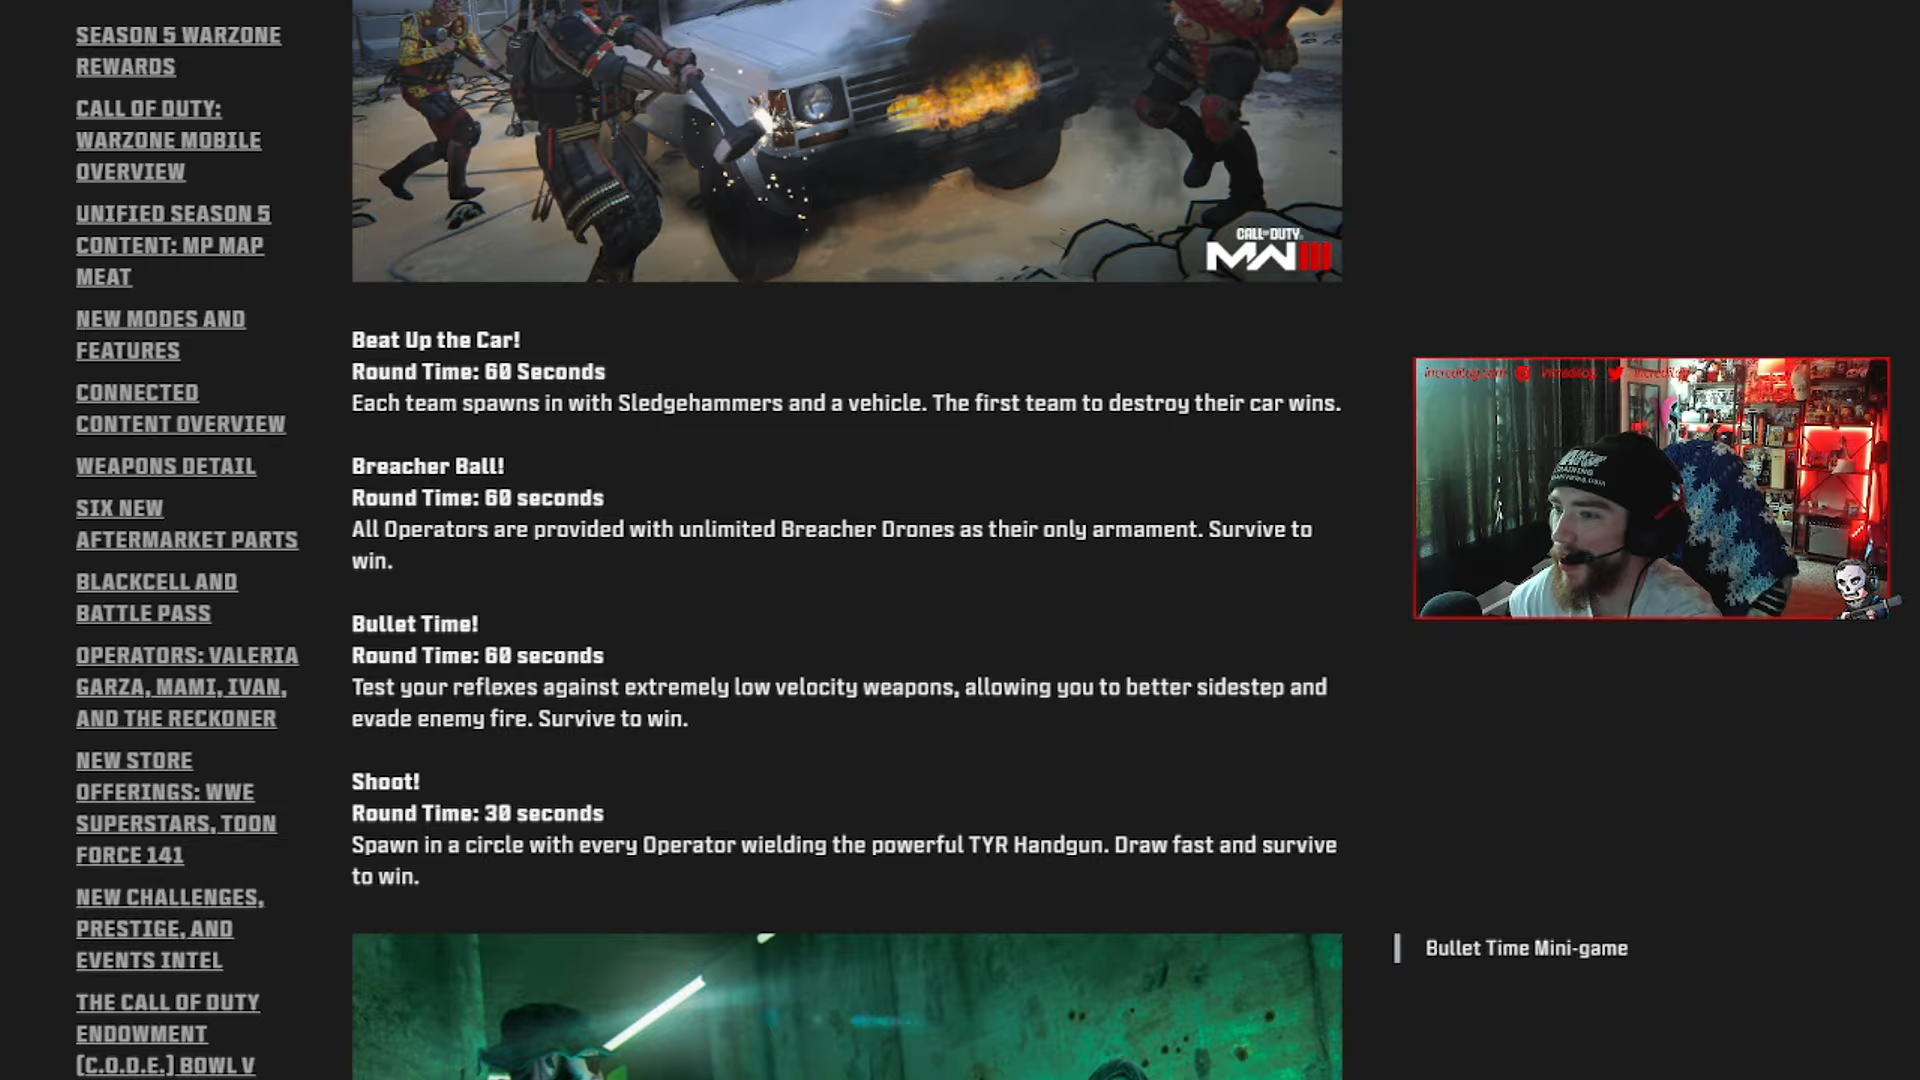 SEASON 5 WARZONE
REWARDS
CALL OF DUTY:
WARZONE MOBILE
OVERVIEW
UNIFIED SEASON 5
CONTENT: MP MAP
MEAT
NEW MODES AND
FEATURES
CONNECTED
CONTENT OVERVIEW
WEAPONS DETAIL
SIX NEW
AFTERMARKET PARTS
BLACKCELL AND
BATTLE PASS
OPERATORS: VALERIA
GARZA, MAMI, IVAN,
AND THE RECKONER
NEW STORE
OFFERINGS: WWE
SUPERSTARS, TOON
FORCE 141
NEW CHALLENGES,
PRESTIGE, AND
EVENTS INTEL
THE CALL OF DUTY
ENDOWMENT
[C.O.D.E.] BOWL V
CALL OF DUTY
MWIII
Beat Up the Car!
Round Time: 60 Seconds
Each team spawns in with Sledgehammers and a vehicle. The first team to destroy their car wins.
Breacher Ball!
Round Time: 60 seconds
All Operators are provided with unlimited Breacher Drones as their only armament. Survive to
win.
Bullet Time!
Round Time: 60 seconds
Test your reflexes against extremely low velocity weapons, allowing you to better sidestep and
evade enemy fire. Survive to win.
Shoot!
Round Time: 30 seconds
Spawn in a circle with every Operator wielding the powerful TYR Handgun. Draw fast and survive
to win.
Bullet Time Mini-game